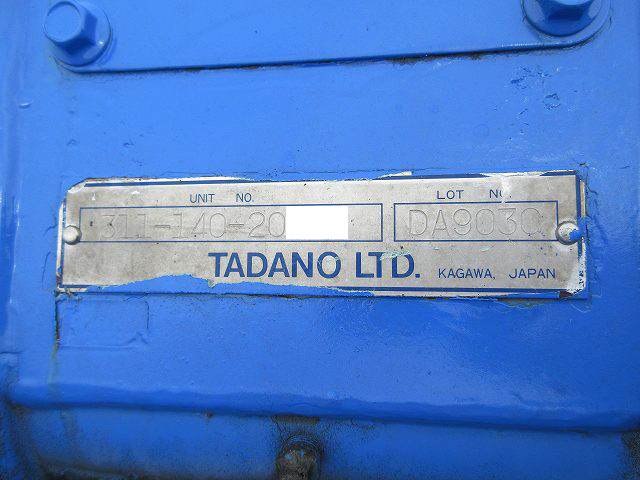 UNIT NO. LOT NO
311-140-20 DA9030
TADANO LTD. KAGAWA, JAPAN